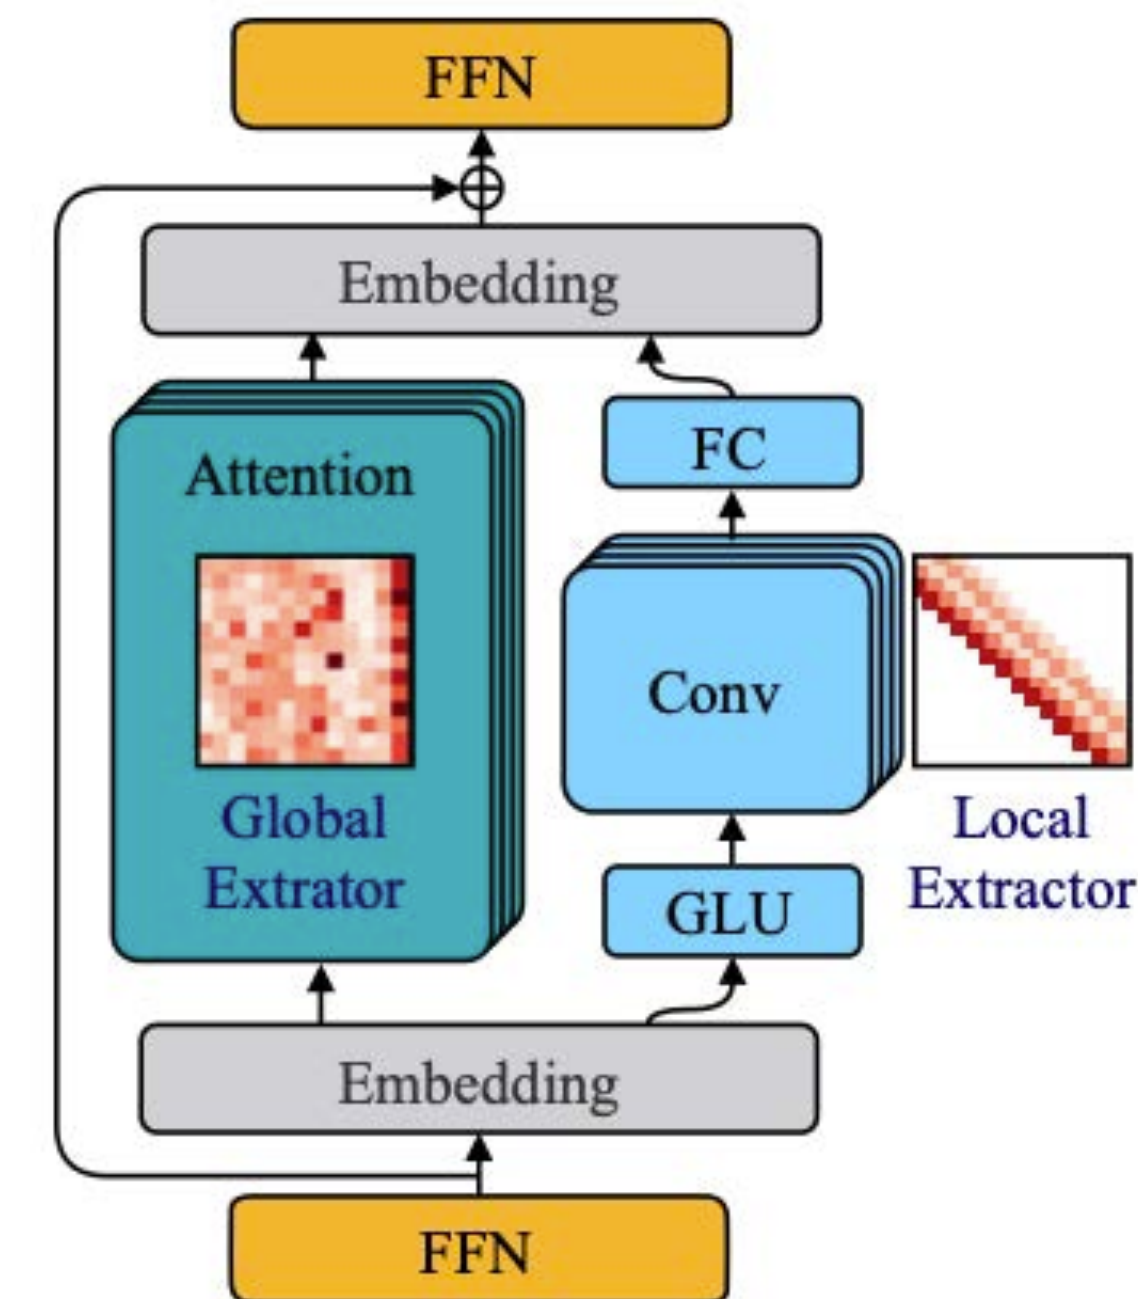 FFN
Embedding
Attention
Global
Extrator
FC
Conv
GLU
Local
Extractor
Embedding
FFN